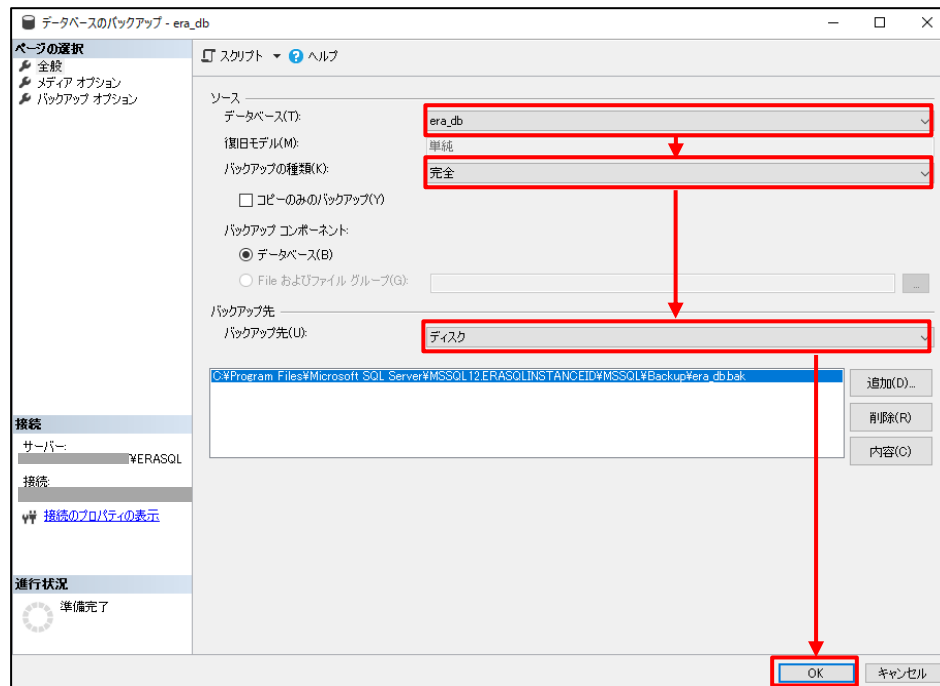 データベースのバックアップ - era_db
ページの選択
全般
メディア オプション
バックアップ オプション
スクリプト
ヘルプ
ソース
データベース(T):
era_db
復旧モデル(M):
単純
バックアップの種類(K):
完全
コピーのみのバックアップ(Y)
バックアップ コンポーネント:
データベース(B)
File およびファイル グループ(G):
...
バックアップ先
バックアップ先(U):
ディスク
C:¥Program Files¥Microsoft SQL Server¥MSSQL12.ERASQLINSTANCEID¥MSSQL¥Backup¥era_db.bak
追加(D)...
削除(R)
内容(C)
接続
サーバー:
¥ERASQL
接続:
接続のプロパティの表示
進行状況
準備完了
OK
キャンセル